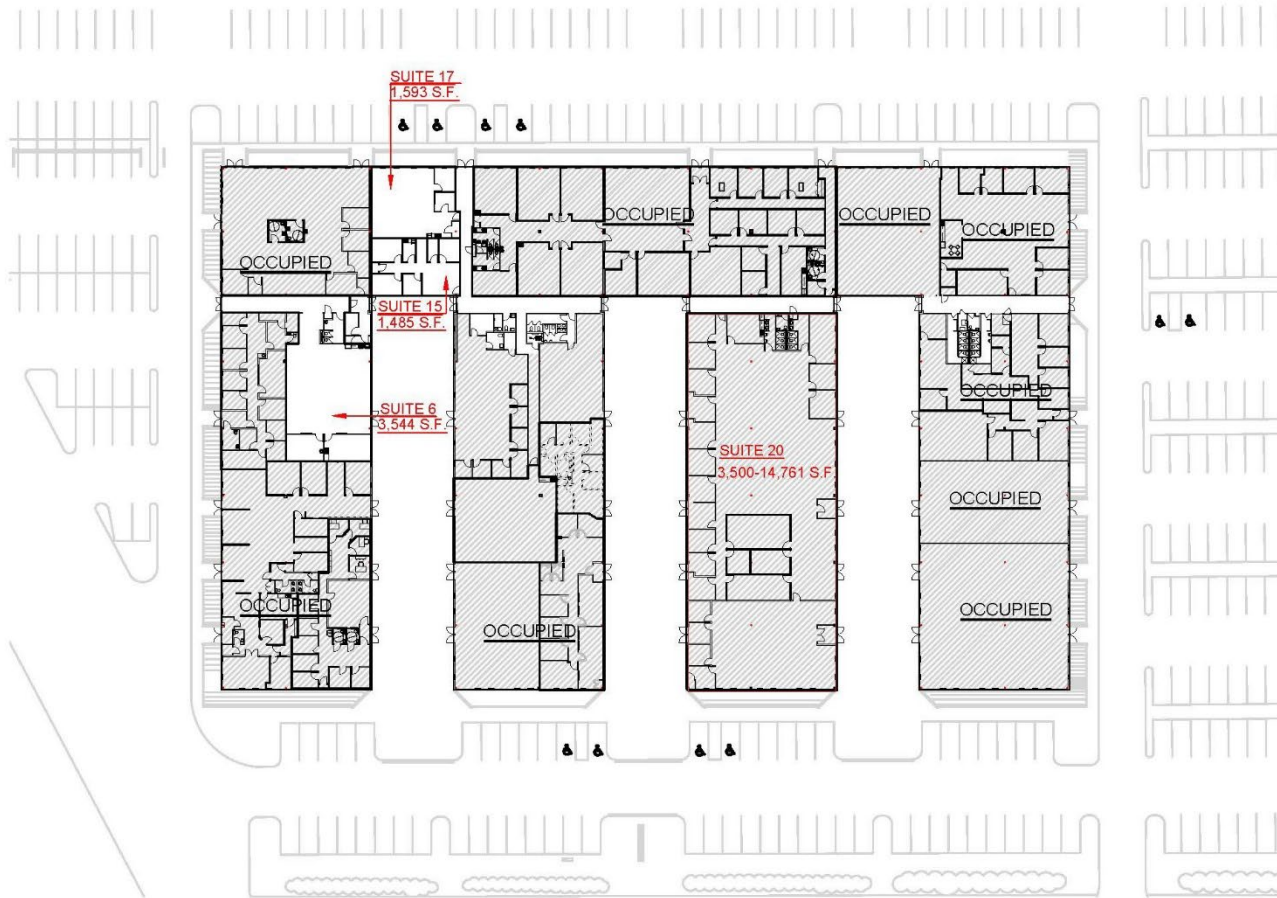 SUITE 17
1,593 S.F.
OCCUPIED
OCCUPIED
OCCUPIED
OCCUPIED
SUITE 15
1,485 S.F.
SUITE 6
3,544 S.F.
OCCUPIED
SUITE 20
3,500-14,761 S.F.
OCCUPIED
OCCUPIED
OCCUPIED
OCCUPIED